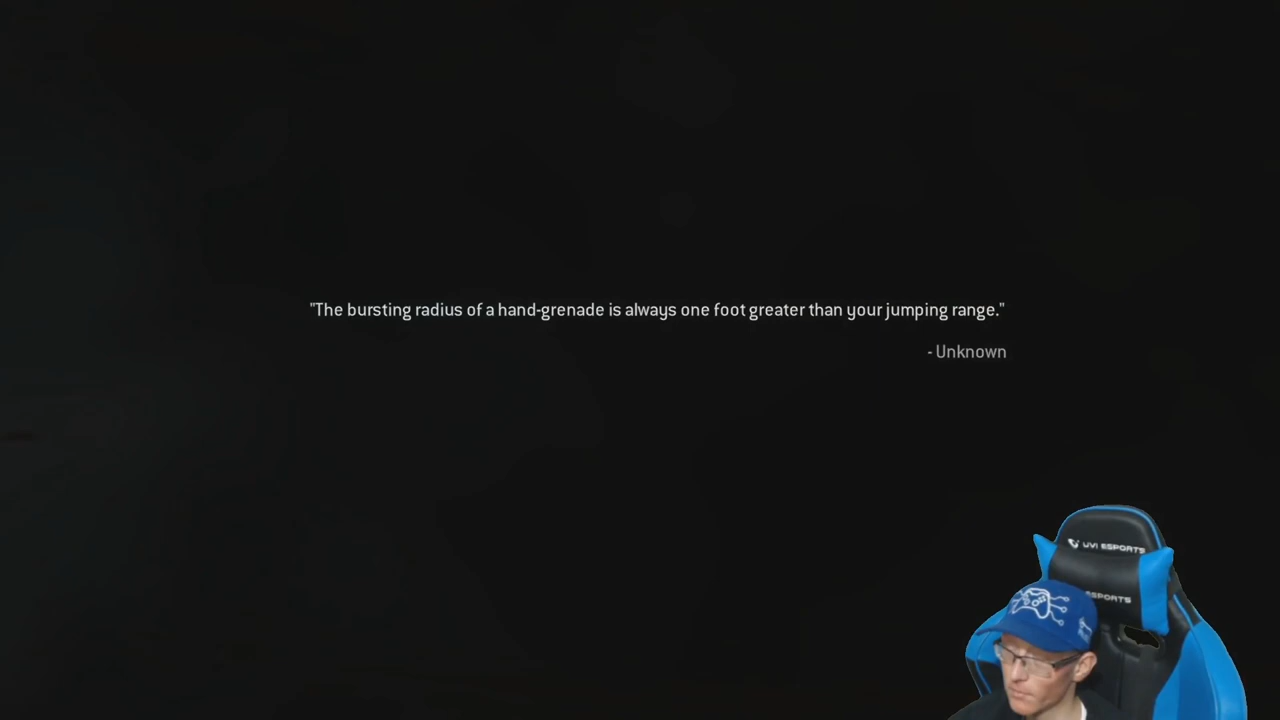 "The bursting radius of a hand-grenade is always one foot greater than your jumping range."
- Unknown
UVI ESPORTS
ESPORTS